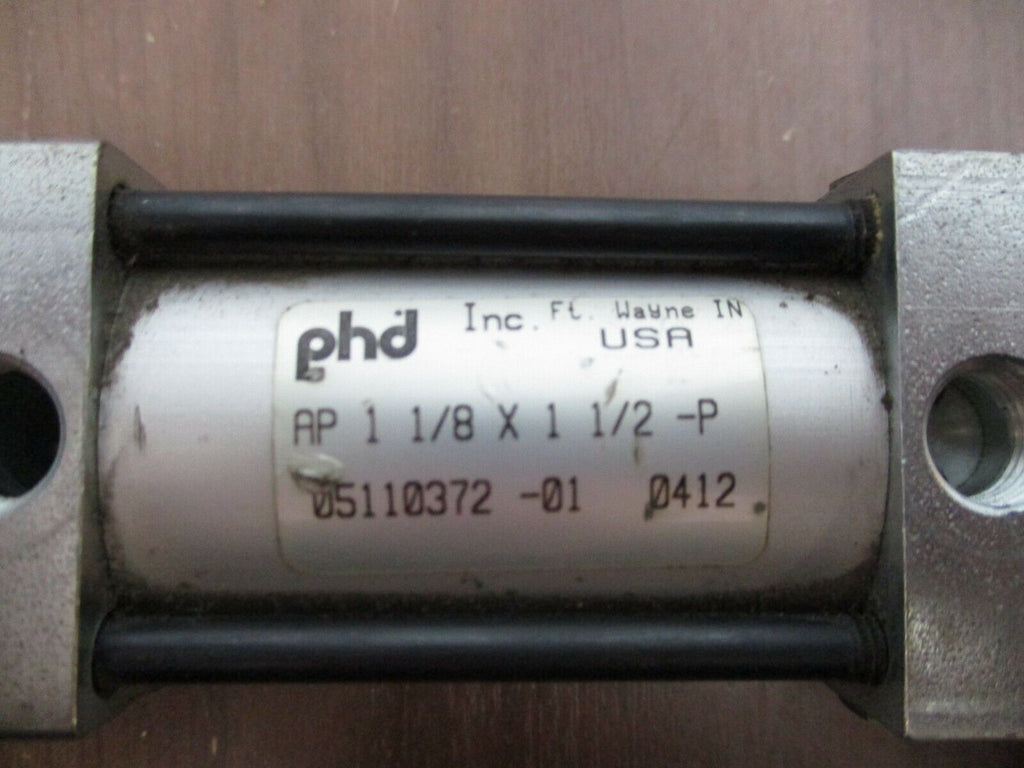 phd Inc. Ft. Wayne IN
USA
AP 1 1/8 X 1 1/2 -P
05110372 -01 0412